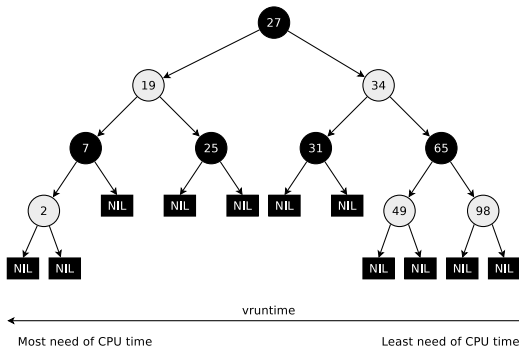 27
19
34
7
25
31
65
2
NIL
NIL
NIL
NIL
NIL
49
98
NIL
NIL
NIL
NIL
NIL
NIL
vruntime
Most need of CPU time
Least need of CPU time